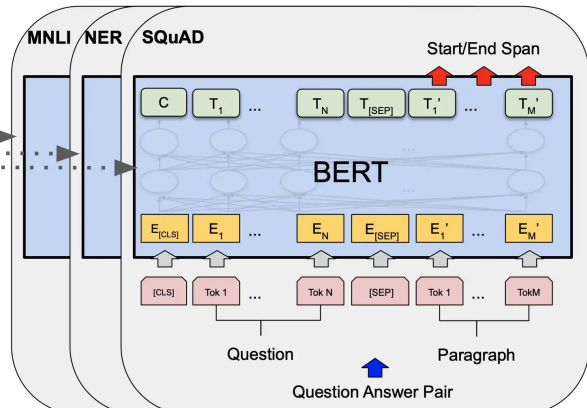 MNLI NER SQuAD
Start/End Span
C T1 ... TN T[SEP] T1' ... TM'
BERT
E[CLS] E1 ... EN E[SEP] E1' ... EM'
[CLS] Tok 1 ... Tok N [SEP] Tok 1 ... TokM
Question Paragraph
Question Answer Pair